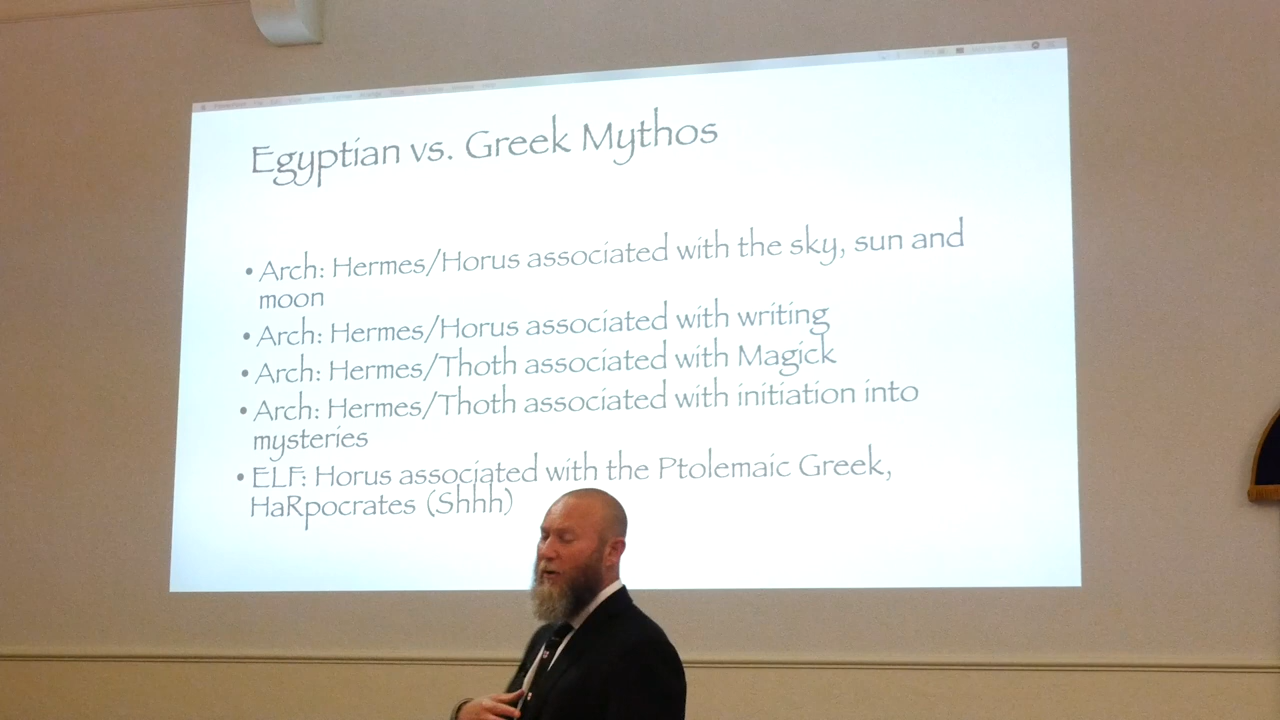 Egyptian vs. Greek Mythos
• Arch: Hermes/Horus associated with the sky, sun and
moon
• Arch: Hermes/Horus associated with writing
• Arch: Hermes/Thoth associated with Magick
• Arch: Hermes/Thoth associated with initiation into
mysteries
• ELF: Horus associated with the Ptolemaic Greek,
HaRpocrates (Shhh)